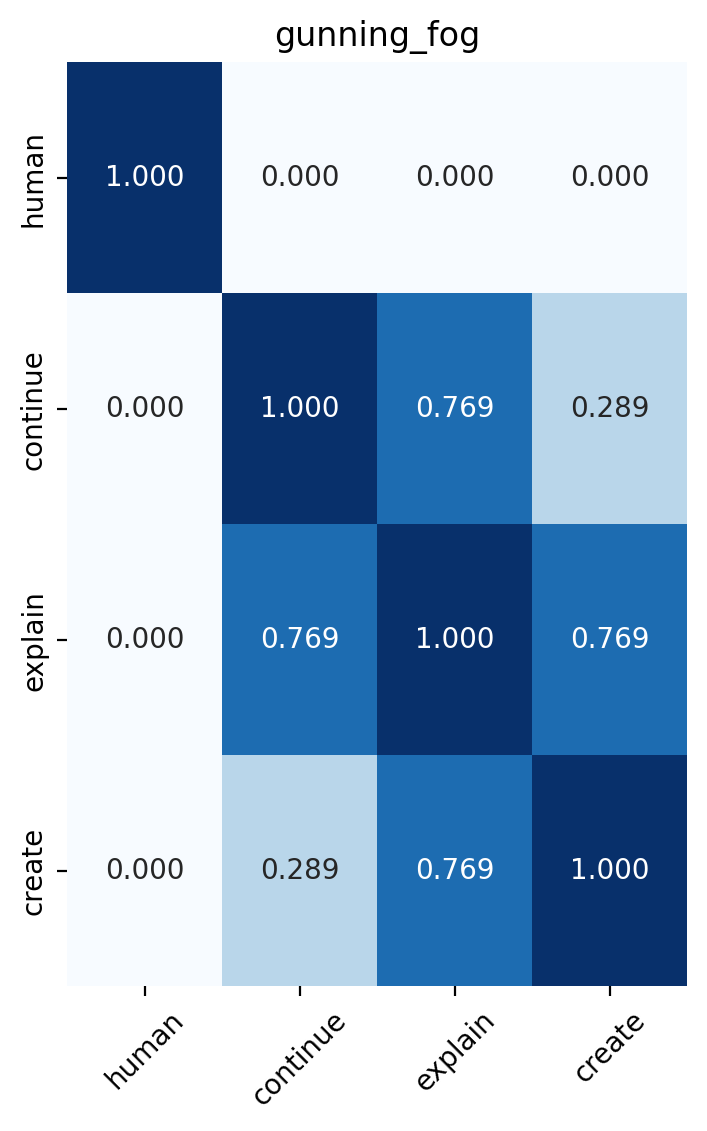 gunning_fog
human 1.000 0.000 0.000 0.000
continue 0.000 1.000 0.769 0.289
explain 0.000 0.769 1.000 0.769
create 0.000 0.289 0.769 1.000
human continue explain create